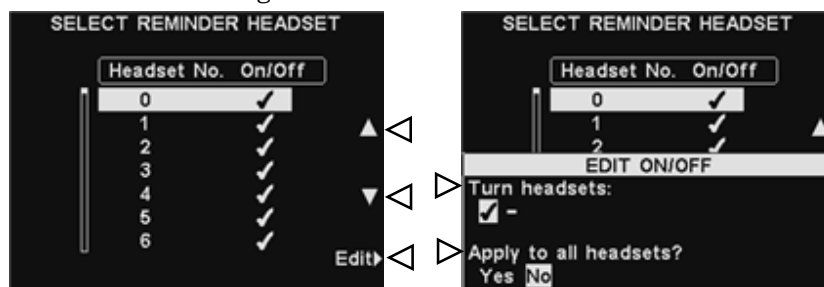 SELECT REMINDER HEADSET
Headset No. On/Off
0 ✓
1 ✓
2 ✓
3 ✓
4 ✓
5 ✓
6 ✓
Edit
SELECT REMINDER HEADSET
Headset No. On/Off
0 ✓
1 ✓
2 ✓
EDIT ON/OFF
Turn headsets:
✓ -
Apply to all headsets?
Yes No